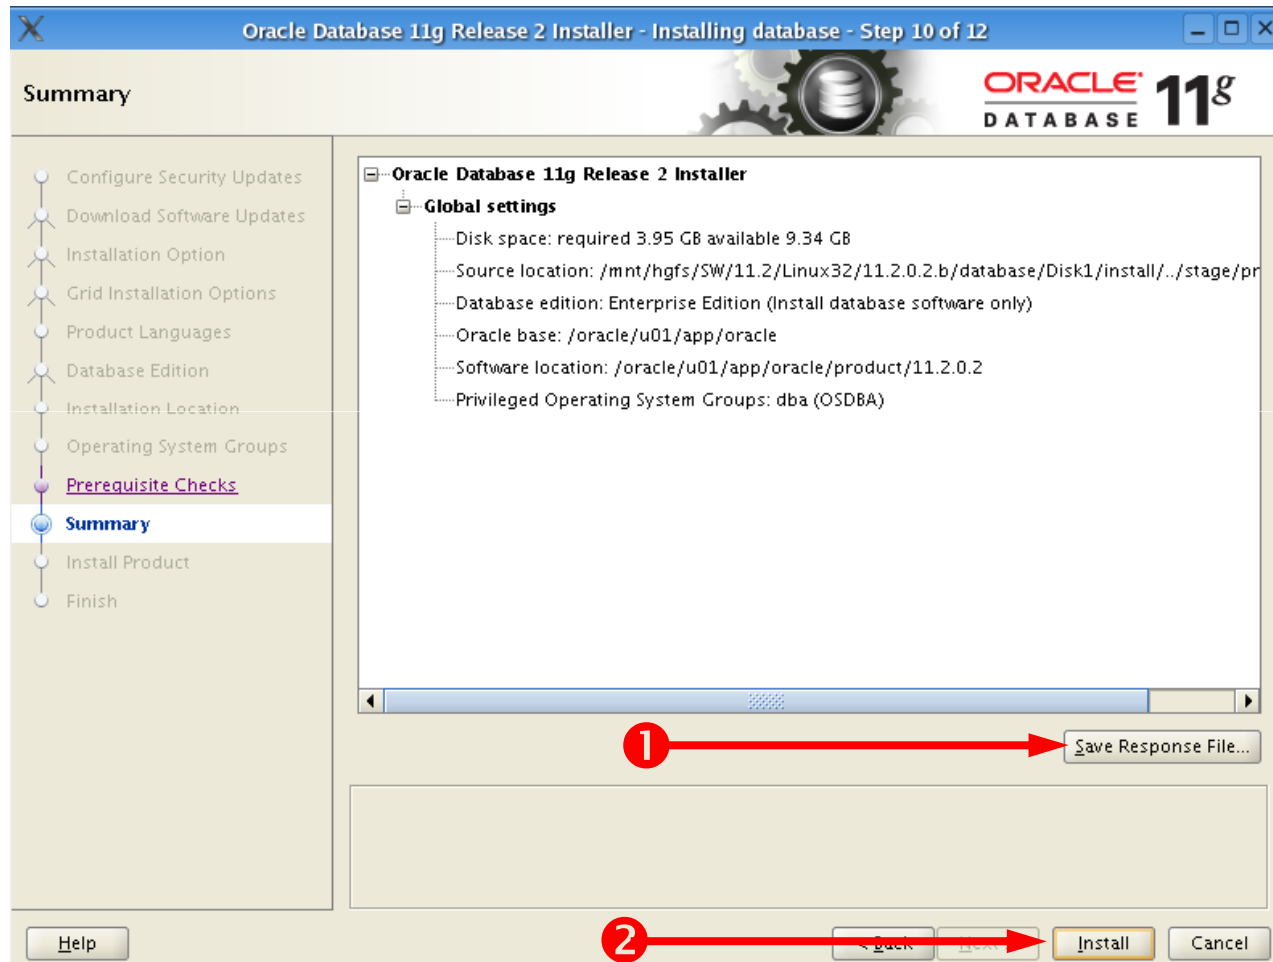 Oracle Database 11g Release 2 Installer - Installing database - Step 10 of 12
Summary
ORACLE
DATABASE
11g
Configure Security Updates
Download Software Updates
Installation Option
Grid Installation Options
Product Languages
Database Edition
Installation Location
Operating System Groups
Prerequisite Checks
Summary
Install Product
Finish
Oracle Database 11g Release 2 Installer
Global settings
Disk space: required 3.95 GB available 9.34 GB
Source location: /mnt/hgfs/SW/11.2/Linux32/11.2.0.2.b/database/Disk1/install/../stage/pr
Database edition: Enterprise Edition (Install database software only)
Oracle base: /oracle/u01/app/oracle
Software location: /oracle/u01/app/oracle/product/11.2.0.2
Privileged Operating System Groups: dba (OSDBA)
1
Save Response File...
2
Help
< Back
Next
Install
Cancel